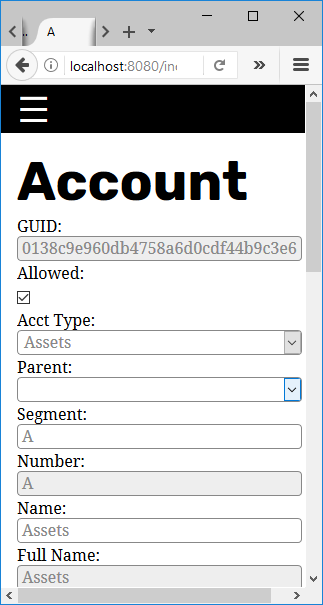 A
localhost:8080/in
Account
GUID:
0138c9e960db4758a6d0cdf44b9c3e6
Allowed:
Acct Type:
Assets
Parent:
Segment:
A
Number:
A
Name:
Assets
Full Name:
Assets